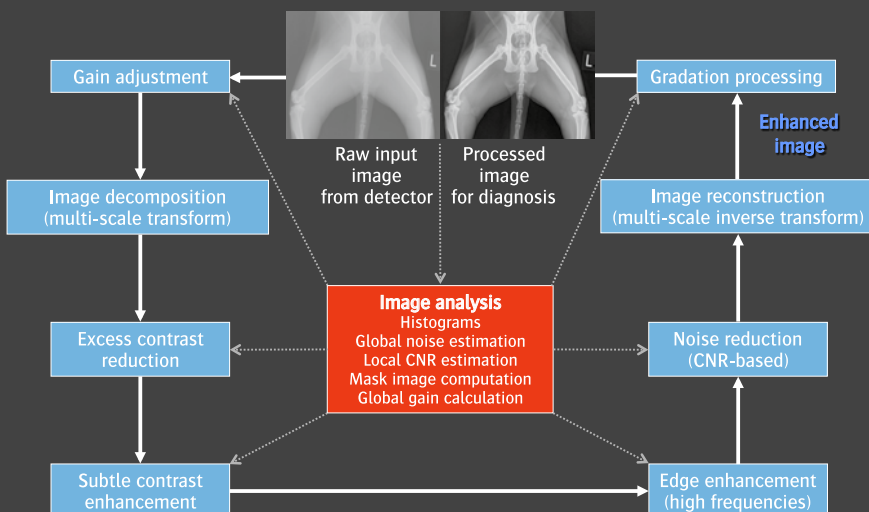 L
L
Gain adjustment
Gradation processing
Enhanced
image
Raw input
image
from detector
Processed
image
for diagnosis
Image decomposition
(multi-scale transform)
Image reconstruction
(multi-scale inverse transform)
Image analysis
Histograms
Global noise estimation
Local CNR estimation
Mask image computation
Global gain calculation
Excess contrast
reduction
Noise reduction
(CNR-based)
Subtle contrast
enhancement
Edge enhancement
(high frequencies)